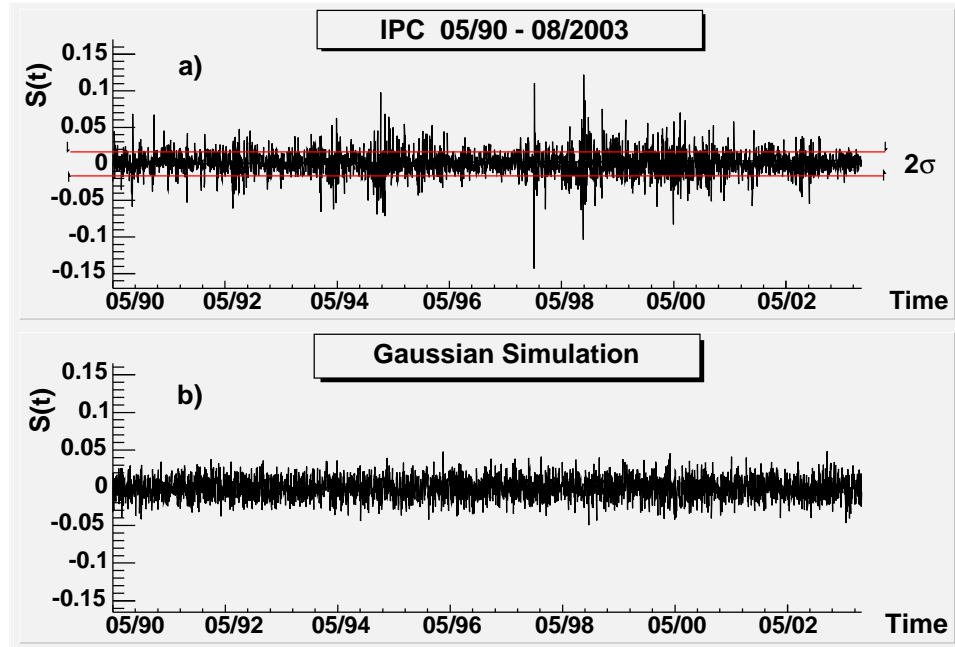 IPC 05/90 - 08/2003
a)
S(t)
0.15
0.1
0.05
0
-0.05
-0.1
-0.15
2σ
05/90 05/92 05/94 05/96 05/98 05/00 05/02 Time
Gaussian Simulation
b)
S(t)
0.15
0.1
0.05
0
-0.05
-0.1
-0.15
05/90 05/92 05/94 05/96 05/98 05/00 05/02 Time